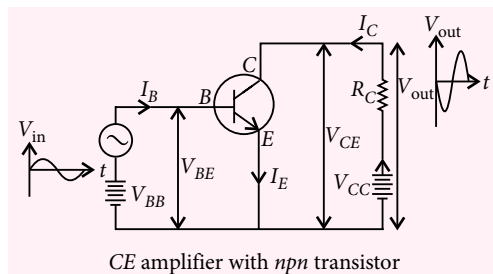 V_out
I_C
C
t
I_B
B
R_C
V_out
V_in
E
V_CE
t
V_BE
I_E
V_CC
V_BB
CE amplifier with npn transistor